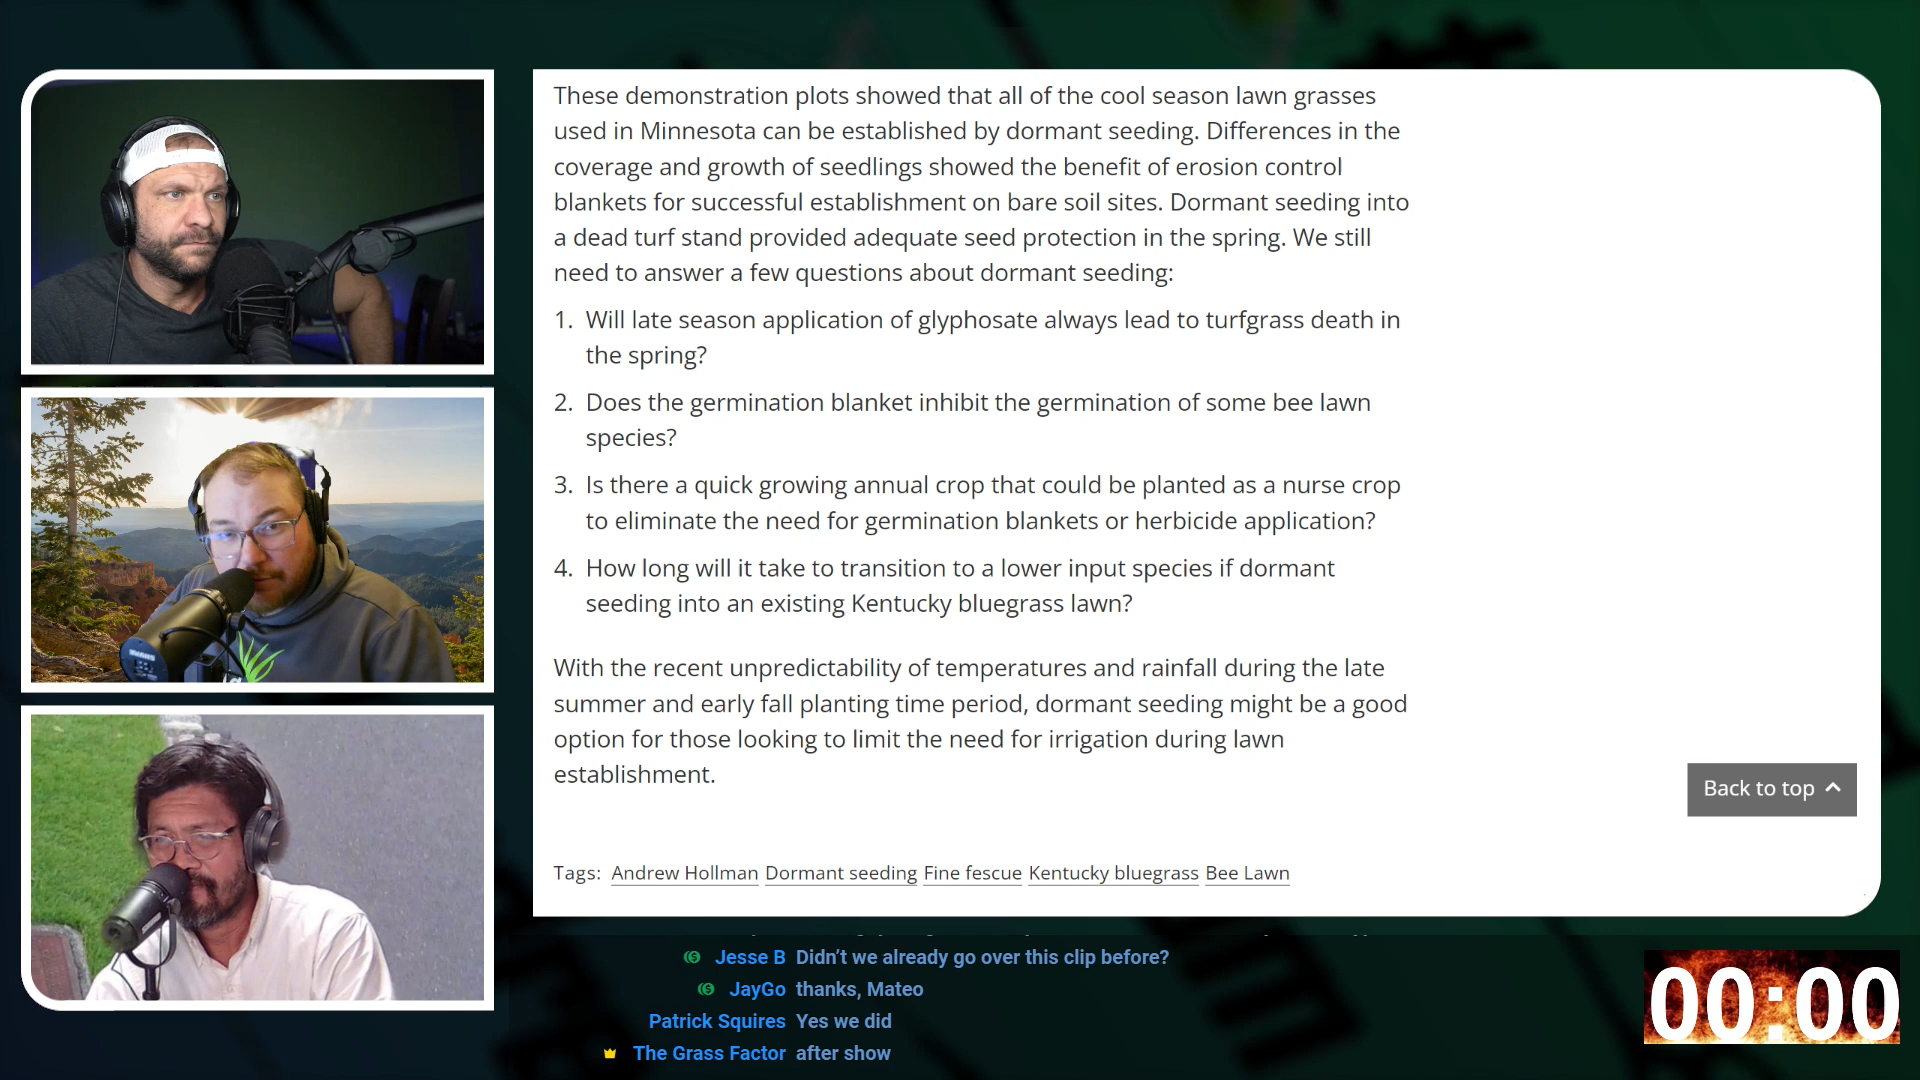 These demonstration plots showed that all of the cool season lawn grasses
used in Minnesota can be established by dormant seeding. Differences in the
coverage and growth of seedlings showed the benefit of erosion control
blankets for successful establishment on bare soil sites. Dormant seeding into
a dead turf stand provided adequate seed protection in the spring. We still
need to answer a few questions about dormant seeding:
1. Will late season application of glyphosate always lead to turfgrass death in
the spring?
2. Does the germination blanket inhibit the germination of some bee lawn
species?
3. Is there a quick growing annual crop that could be planted as a nurse crop
to eliminate the need for germination blankets or herbicide application?
4. How long will it take to transition to a lower input species if dormant
seeding into an existing Kentucky bluegrass lawn?
With the recent unpredictability of temperatures and rainfall during the late
summer and early fall planting time period, dormant seeding might be a good
option for those looking to limit the need for irrigation during lawn
establishment.
Back to top
Tags: Andrew Hollman Dormant seeding Fine fescue Kentucky bluegrass Bee Lawn
Jesse B Didn't we already go over this clip before?
JayGo thanks, Mateo
Patrick Squires Yes we did
The Grass Factor after show
00:00